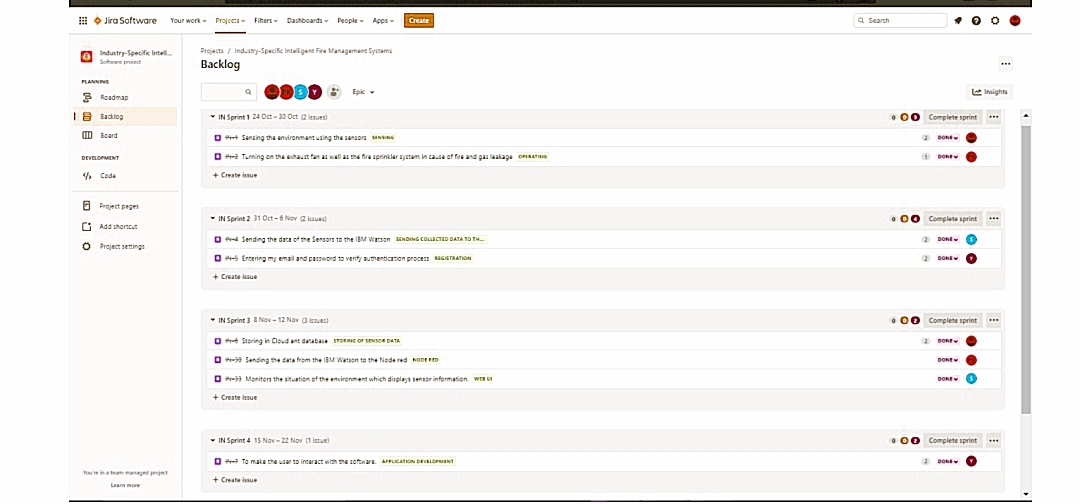 Jira Software Your work Projects Filters Dashboards People Apps Create Search
Industry-Specific Intell...
Software project
PLANNING
Roadmap
Backlog
Board
DEVELOPMENT
Code
Project pages
Add shortcut
Project settings
You're in a team-managed project
Learn more
Projects / Industry-Specific Intelligent Fire Management Systems
Backlog
S Y Epic Insights
IN Sprint 1 24 Oct – 30 Oct (2 issues) 0 0 3 Complete sprint
IN-1 Sensing the environment using the sensors SENSING 2 DONE
IN-2 Turning on the exhaust fan as well as the fire sprinkler system in cause of fire and gas leakage OPERATING 1 DONE
+ Create issue
IN Sprint 2 31 Oct – 6 Nov (2 issues) 0 0 4 Complete sprint
IN-4 Sending the data of the Sensors to the IBM Watson SENDING COLLECTED DATA TO TH... 2 DONE S
IN-5 Entering my email and password to verify authentication process REGISTRATION 2 DONE Y
+ Create issue
IN Sprint 3 8 Nov – 12 Nov (3 issues) 0 0 2 Complete sprint
IN-6 Storing in Cloud ant database STORING OF SENSOR DATA 2 DONE
Sending the data from the IBM Watson to the Node red NODE RED DONE
Monitors the situation of the environment which displays sensor information. WEB UI DONE S
+ Create issue
IN Sprint 4 15 Nov – 22 Nov (1 issue) 0 0 2 Complete sprint
IN-7 To make the user to interact with the software. APPLICATION DEVELOPMENT 2 DONE Y
+ Create issue